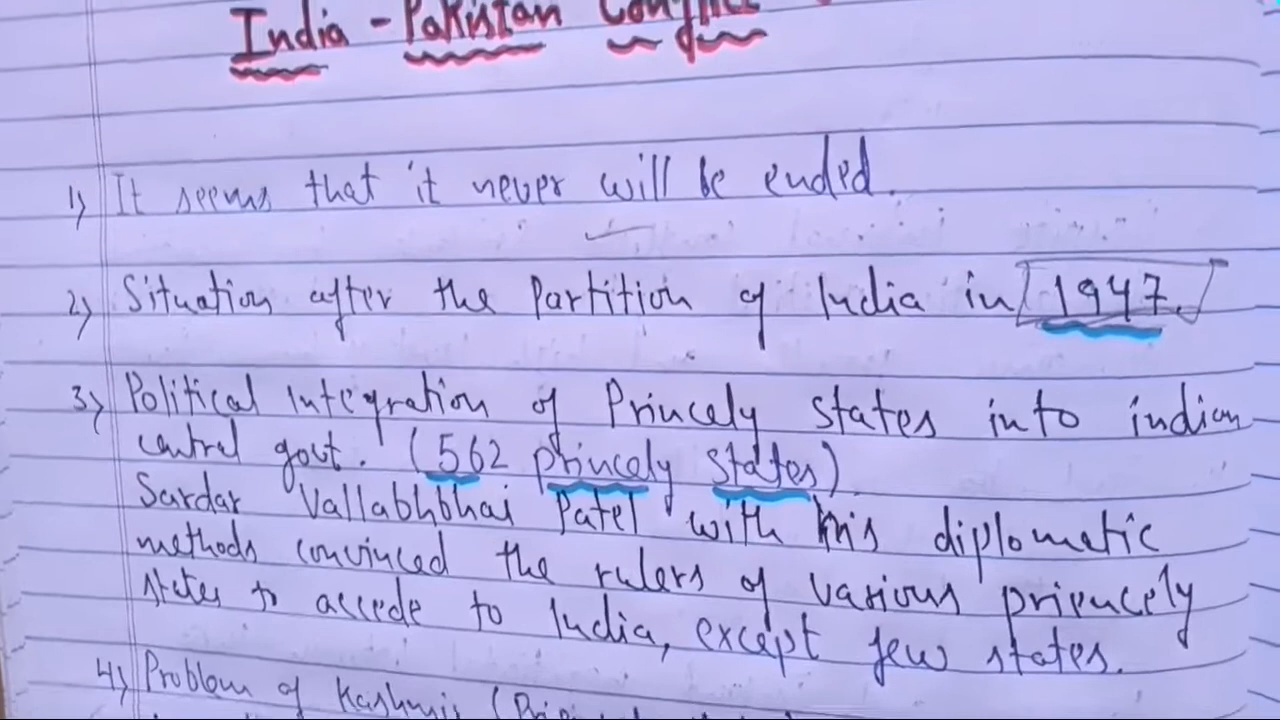 India - Pakistan Conflict
1) It seems that it never will be ended.
2) Situation after the Partition of India in 1947.
3) Political Integration of Princely states into indian
central govt. (562 princely states)
Sardar Vallabhbhai Patel with his diplomatic
methods convinced the rulers of various prieucely
states to accede to India, except few states.
4) Problem of Kashmir (